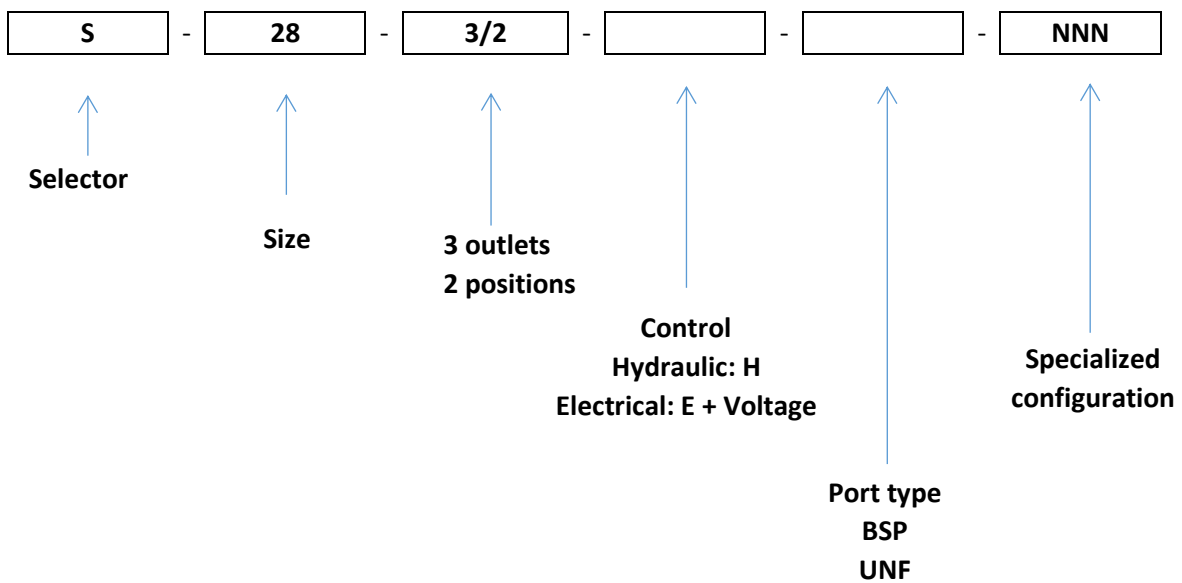 S - 28 - 3/2 - - - NNN
Selector
Size
3 outlets
2 positions
Control
Hydraulic: H
Electrical: E + Voltage
Specialized
configuration
Port type
BSP
UNF